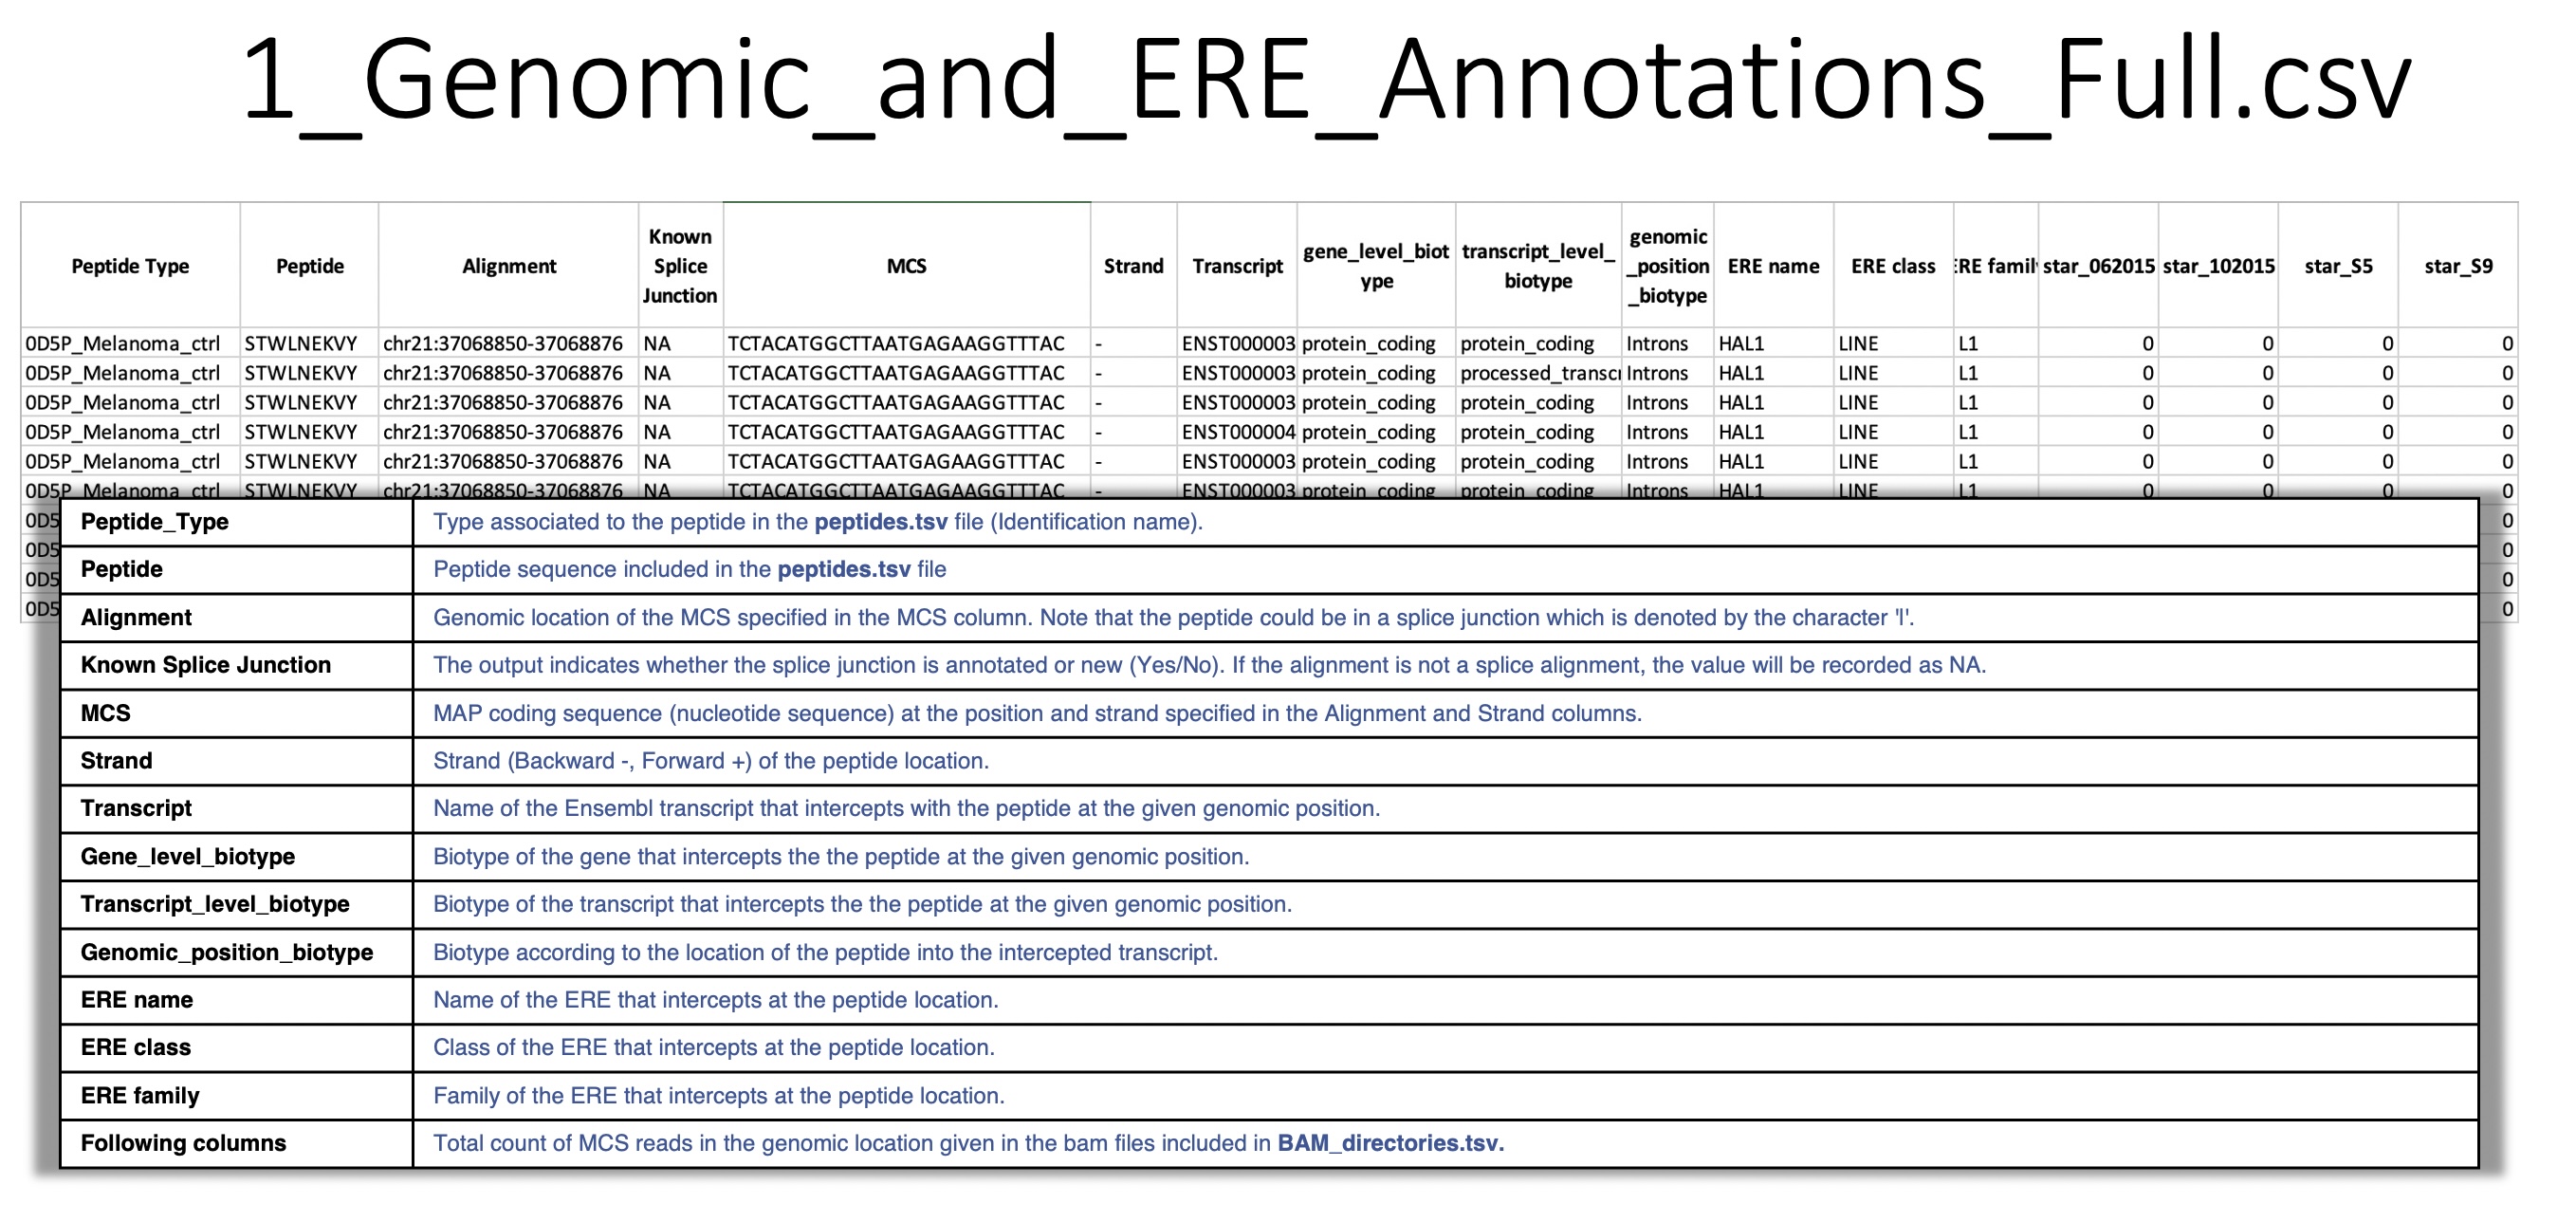 1_Genomic_and_ERE_Annotations_Full.csv
Peptide Type Peptide Alignment Known Splice Junction MCS Strand Transcript gene_level_biotype transcript_level_biotype genomic_position_biotype ERE name ERE class ERE family star_062015 star_102015 star_S5 star_S9
0D5P_Melanoma_ctrl STWLNEKVY chr21:37068850-37068876 NA TCTACATGGCTTAATGAGAAGGTTTAC - ENST000003 protein_coding protein_coding Introns HAL1 LINE L1 0 0 0 0
0D5P_Melanoma_ctrl STWLNEKVY chr21:37068850-37068876 NA TCTACATGGCTTAATGAGAAGGTTTAC - ENST000003 protein_coding processed_transcr Introns HAL1 LINE L1 0 0 0 0
0D5P_Melanoma_ctrl STWLNEKVY chr21:37068850-37068876 NA TCTACATGGCTTAATGAGAAGGTTTAC - ENST000003 protein_coding protein_coding Introns HAL1 LINE L1 0 0 0 0
0D5P_Melanoma_ctrl STWLNEKVY chr21:37068850-37068876 NA TCTACATGGCTTAATGAGAAGGTTTAC - ENST000004 protein_coding protein_coding Introns HAL1 LINE L1 0 0 0 0
0D5P_Melanoma_ctrl STWLNEKVY chr21:37068850-37068876 NA TCTACATGGCTTAATGAGAAGGTTTAC - ENST000003 protein_coding protein_coding Introns HAL1 LINE L1 0 0 0 0
0D5P_Melanoma_ctrl STWLNEKVY chr21:37068850-37068876 NA TCTACATGGCTTAATGAGAAGGTTTAC - ENST000003 protein_coding protein_coding Introns HAL1 LINE L1 0 0 0 0
0D5 0
0D5 0
0D5 0
0D5 0
Peptide_Type Type associated to the peptide in the peptides.tsv file (Identification name).
Peptide Peptide sequence included in the peptides.tsv file
Alignment Genomic location of the MCS specified in the MCS column. Note that the peptide could be in a splice junction which is denoted by the character '|'.
Known Splice Junction The output indicates whether the splice junction is annotated or new (Yes/No). If the alignment is not a splice alignment, the value will be recorded as NA.
MCS MAP coding sequence (nucleotide sequence) at the position and strand specified in the Alignment and Strand columns.
Strand Strand (Backward -, Forward +) of the peptide location.
Transcript Name of the Ensembl transcript that intercepts with the peptide at the given genomic position.
Gene_level_biotype Biotype of the gene that intercepts the the peptide at the given genomic position.
Transcript_level_biotype Biotype of the transcript that intercepts the the peptide at the given genomic position.
Genomic_position_biotype Biotype according to the location of the peptide into the intercepted transcript.
ERE name Name of the ERE that intercepts at the peptide location.
ERE class Class of the ERE that intercepts at the peptide location.
ERE family Family of the ERE that intercepts at the peptide location.
Following columns Total count of MCS reads in the genomic location given in the bam files included in BAM_directories.tsv.